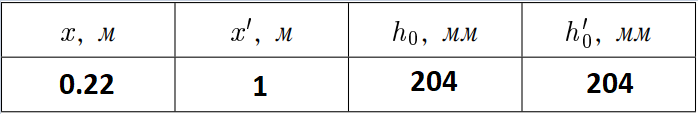 x, м x′, м h₀, мм h′₀, мм
0.22 1 204 204